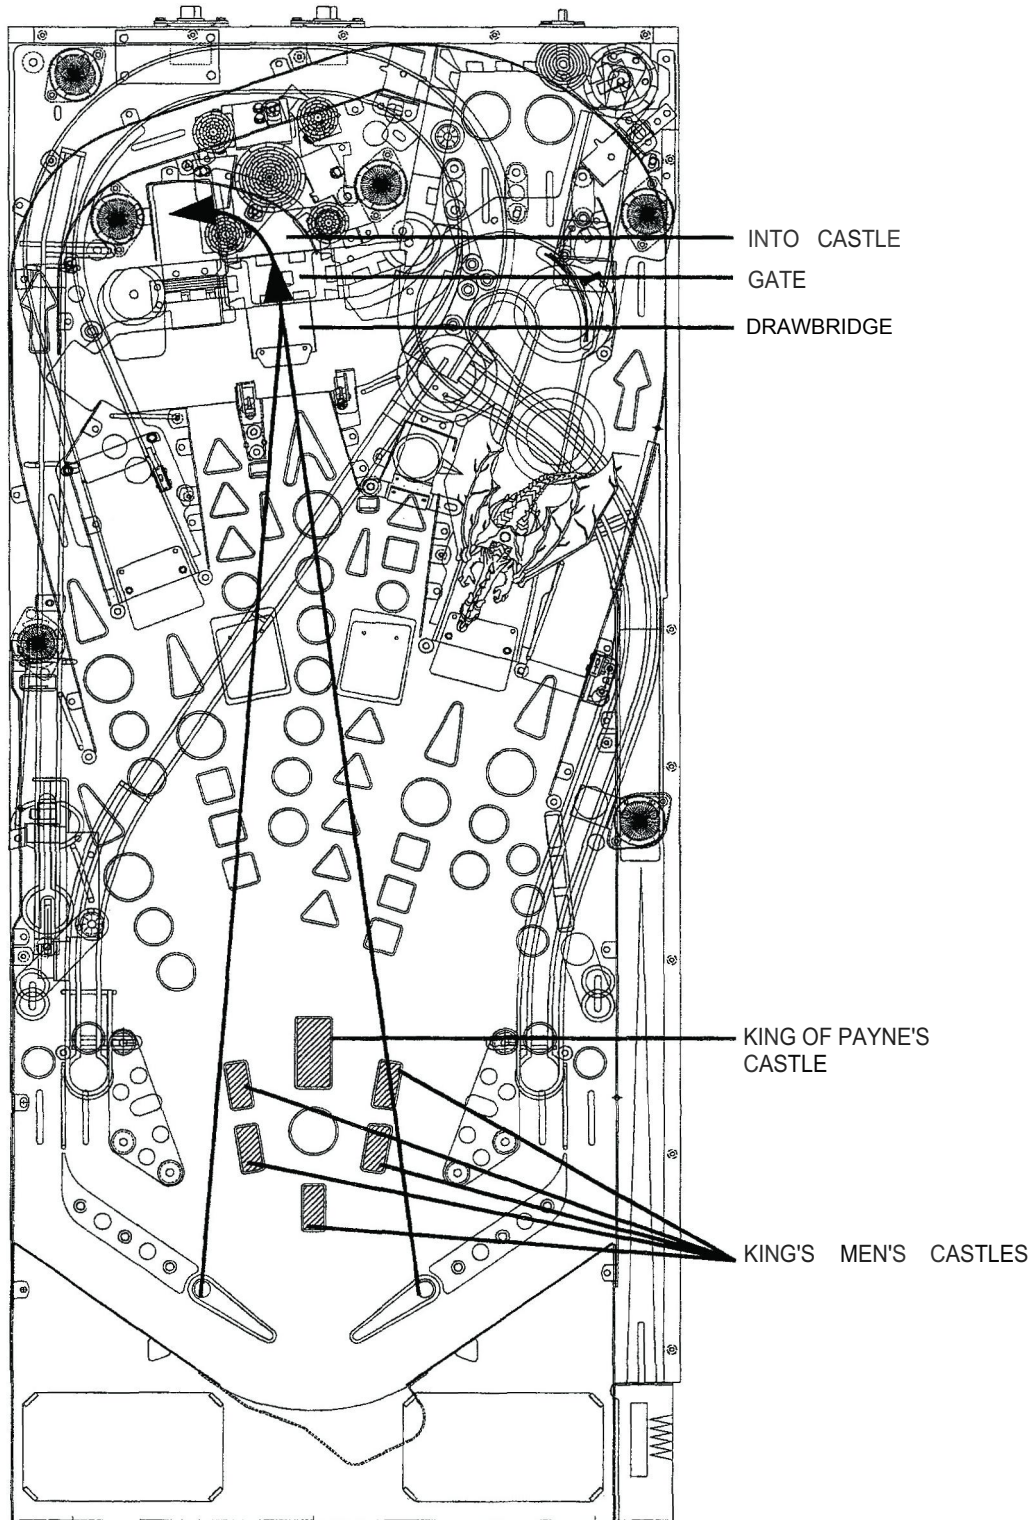 INTO CASTLE
GATE
DRAWBRIDGE
KING OF PAYNE'S
CASTLE
KING'S MEN'S CASTLES